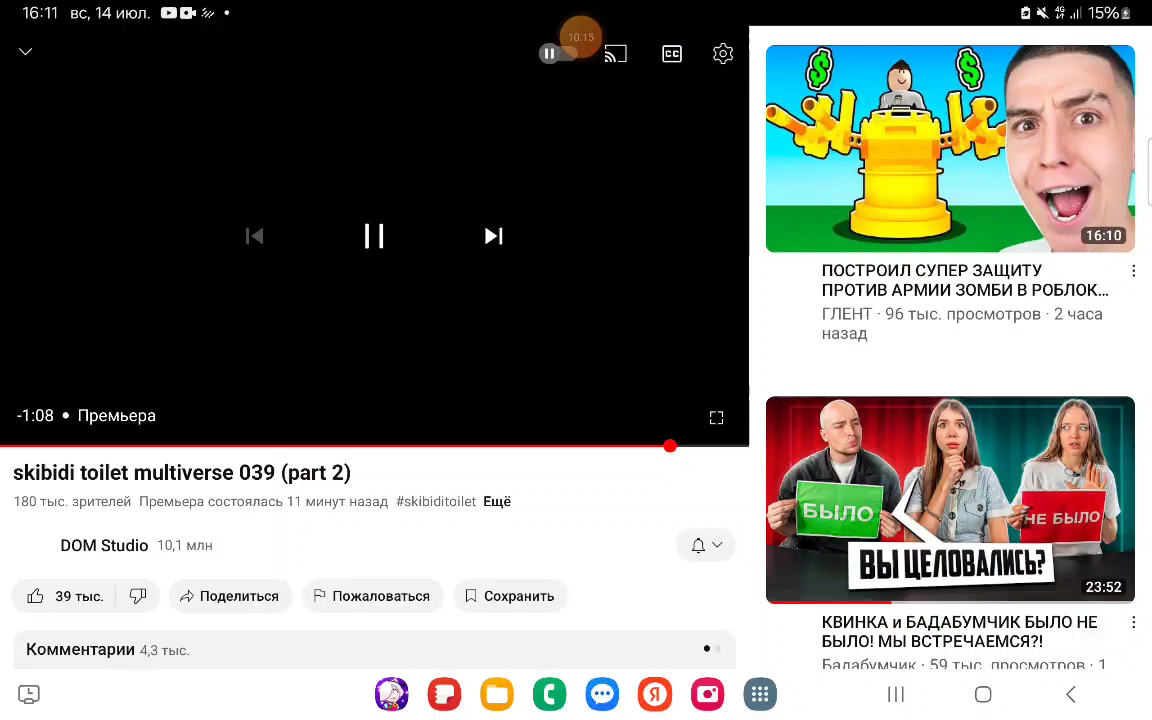 16:11 вс, 14 июл.
4G 15%
10:15
CC
-1:08 • Премьера
skibidi toilet multiverse 039 (part 2)
180 тыс. зрителей Премьера состоялась 11 минут назад #skibiditoilet Ещё
DOM Studio 10,1 млн
39 тыс.
Поделиться
Пожаловаться
Сохранить
Комментарии 4,3 тыс.
Я
$ $
16:10
ПОСТРОИЛ СУПЕР ЗАЩИТУ
ПРОТИВ АРМИИ ЗОМБИ В РОБЛОК...
ГЛЕНТ · 96 тыс. просмотров · 2 часа
назад
БЫЛО
НЕ БЫЛО
ВЫ ЦЕЛОВАЛИСЬ?
23:52
КВИНКА и БАДАБУМЧИК БЫЛО НЕ
БЫЛО! МЫ ВСТРЕЧАЕМСЯ?!
Бадабумчик · 59 тыс. просмотров · 1